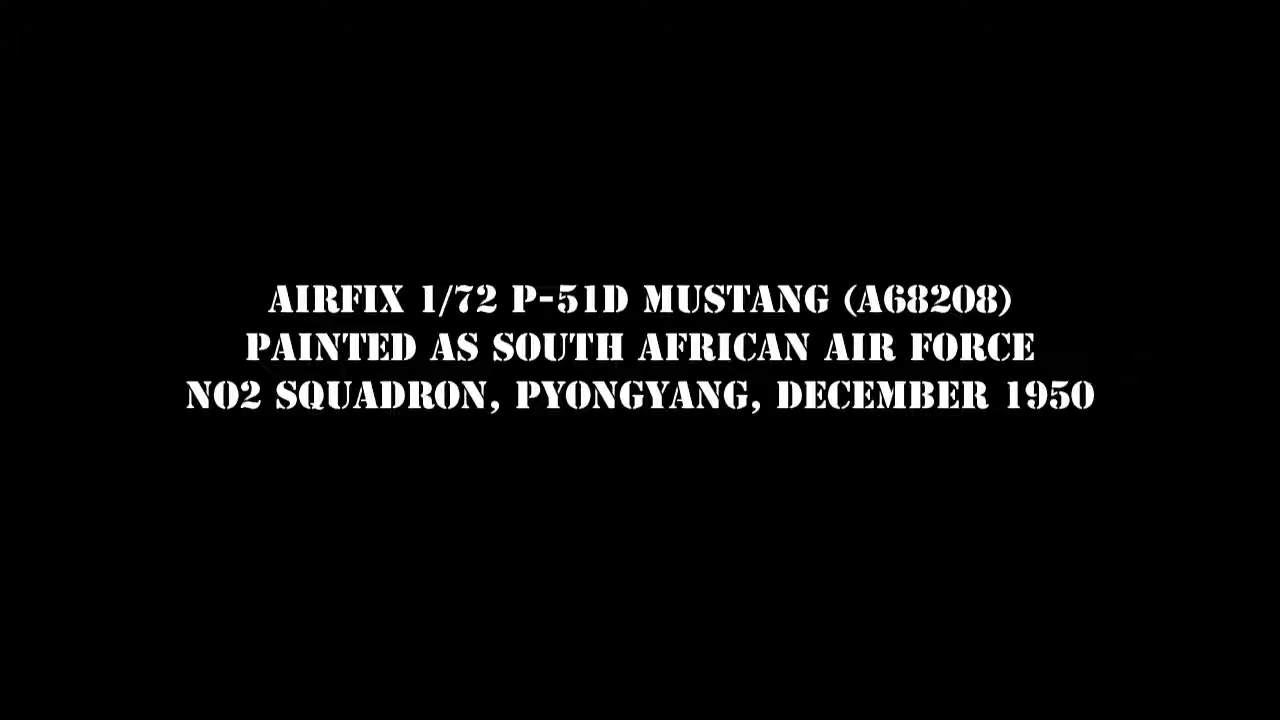 AIRFIX 1/72 P-51D MUSTANG (A68208)
PAINTED AS SOUTH AFRICAN AIR FORCE
NO2 SQUADRON, PYONGYANG, DECEMBER 1950